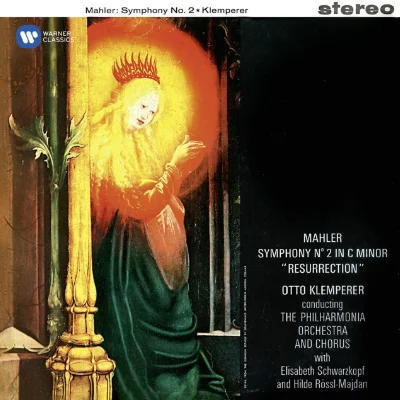 Mahler: Symphony No. 2 ★ Klemperer
stereo
WARNER
CLASSICS
MAHLER
SYMPHONY Nº 2 IN C MINOR
"RESURRECTION"
OTTO KLEMPERER
conducting
THE PHILHARMONIA
ORCHESTRA
AND CHORUS
with
Elisabeth Schwarzkopf
and Hilde Rössl-Majdan